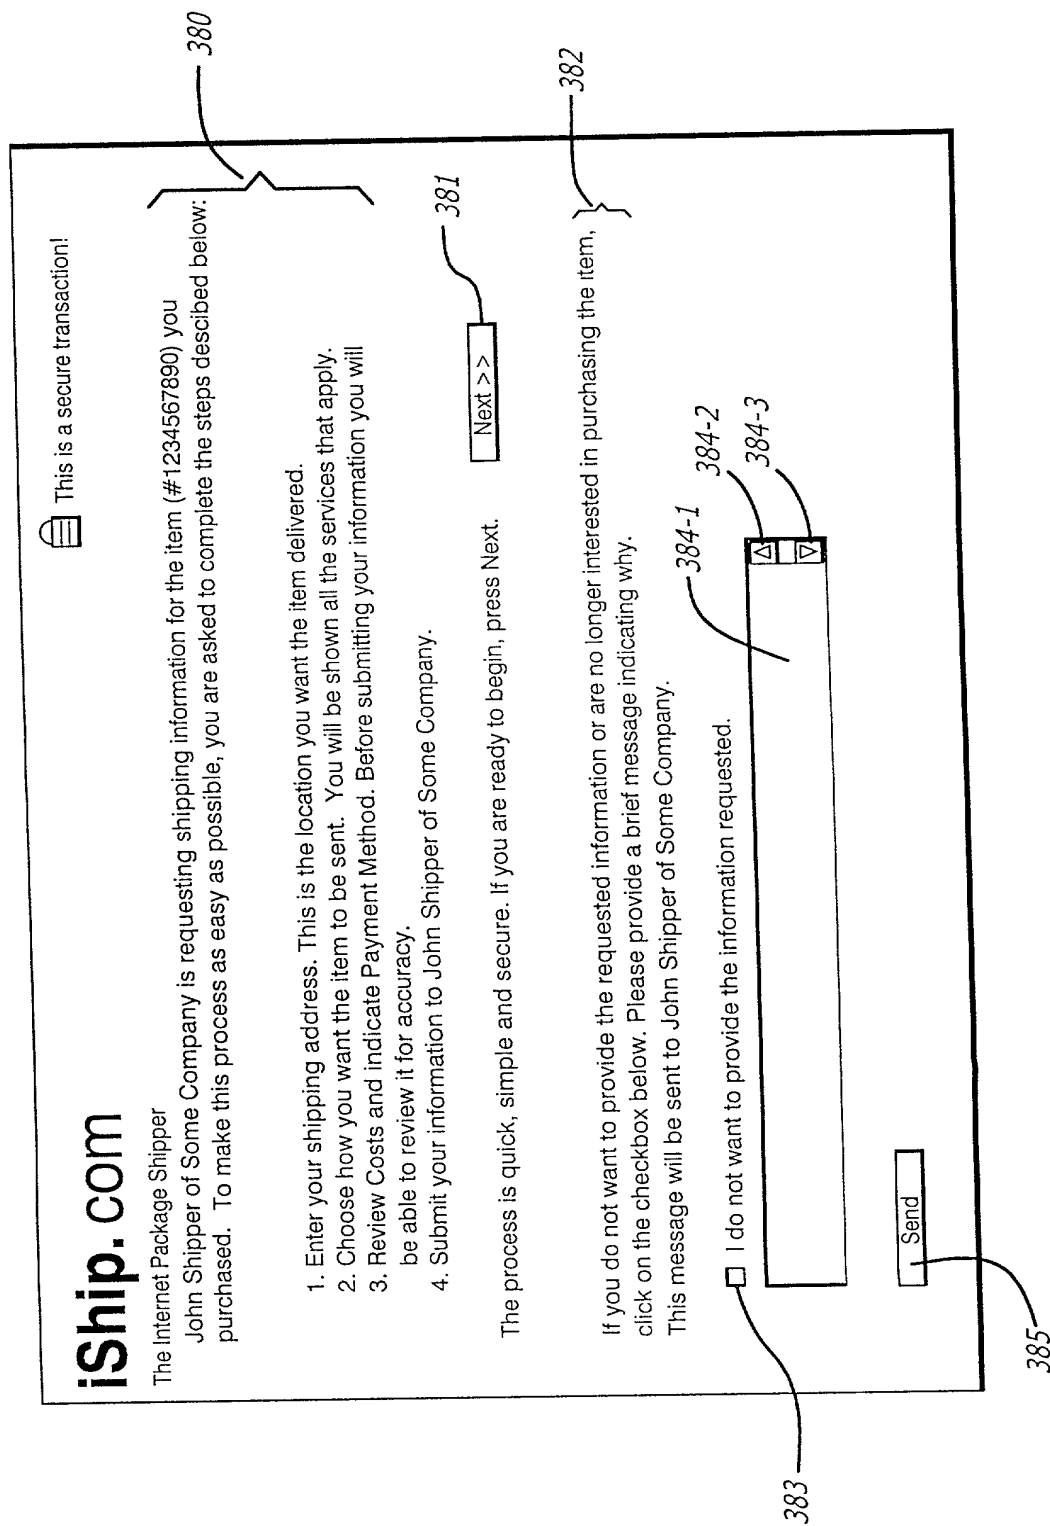 iShip.com
This is a secure transaction!
The Internet Package Shipper
John Shipper of Some Company is requesting shipping information for the item (#1234567890) you
purchased. To make this process as easy as possible, you are asked to complete the steps descibed below:
380
1. Enter your shipping address. This is the location you want the item delivered.
2. Choose how you want the item to be sent. You will be shown all the services that apply.
3. Review Costs and indicate Payment Method. Before submitting your information you will
be able to review it for accuracy.
4. Submit your information to John Shipper of Some Company.
The process is quick, simple and secure. If you are ready to begin, press Next.
Next >>
381
If you do not want to provide the requested information or are no longer interested in purchasing the item,
click on the checkbox below. Please provide a brief message indicating why.
This message will be sent to John Shipper of Some Company.
382
I do not want to provide the information requested.
383
384-1
384-2
384-3
Send
385